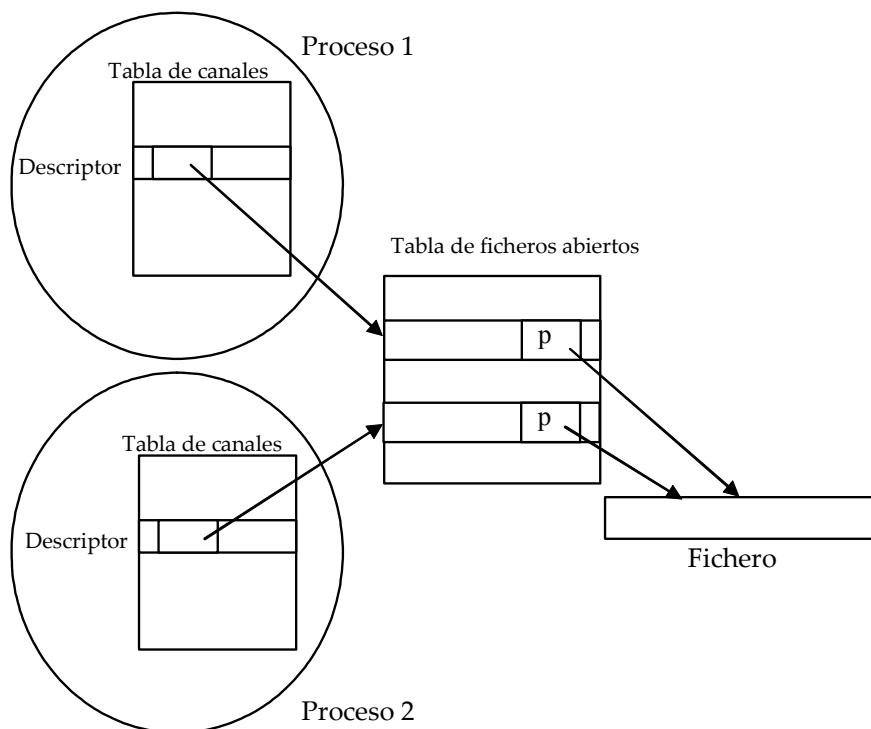 Proceso 1
Tabla de canales
Descriptor
Tabla de ficheros abiertos
p
p
Tabla de canales
Descriptor
Fichero
Proceso 2